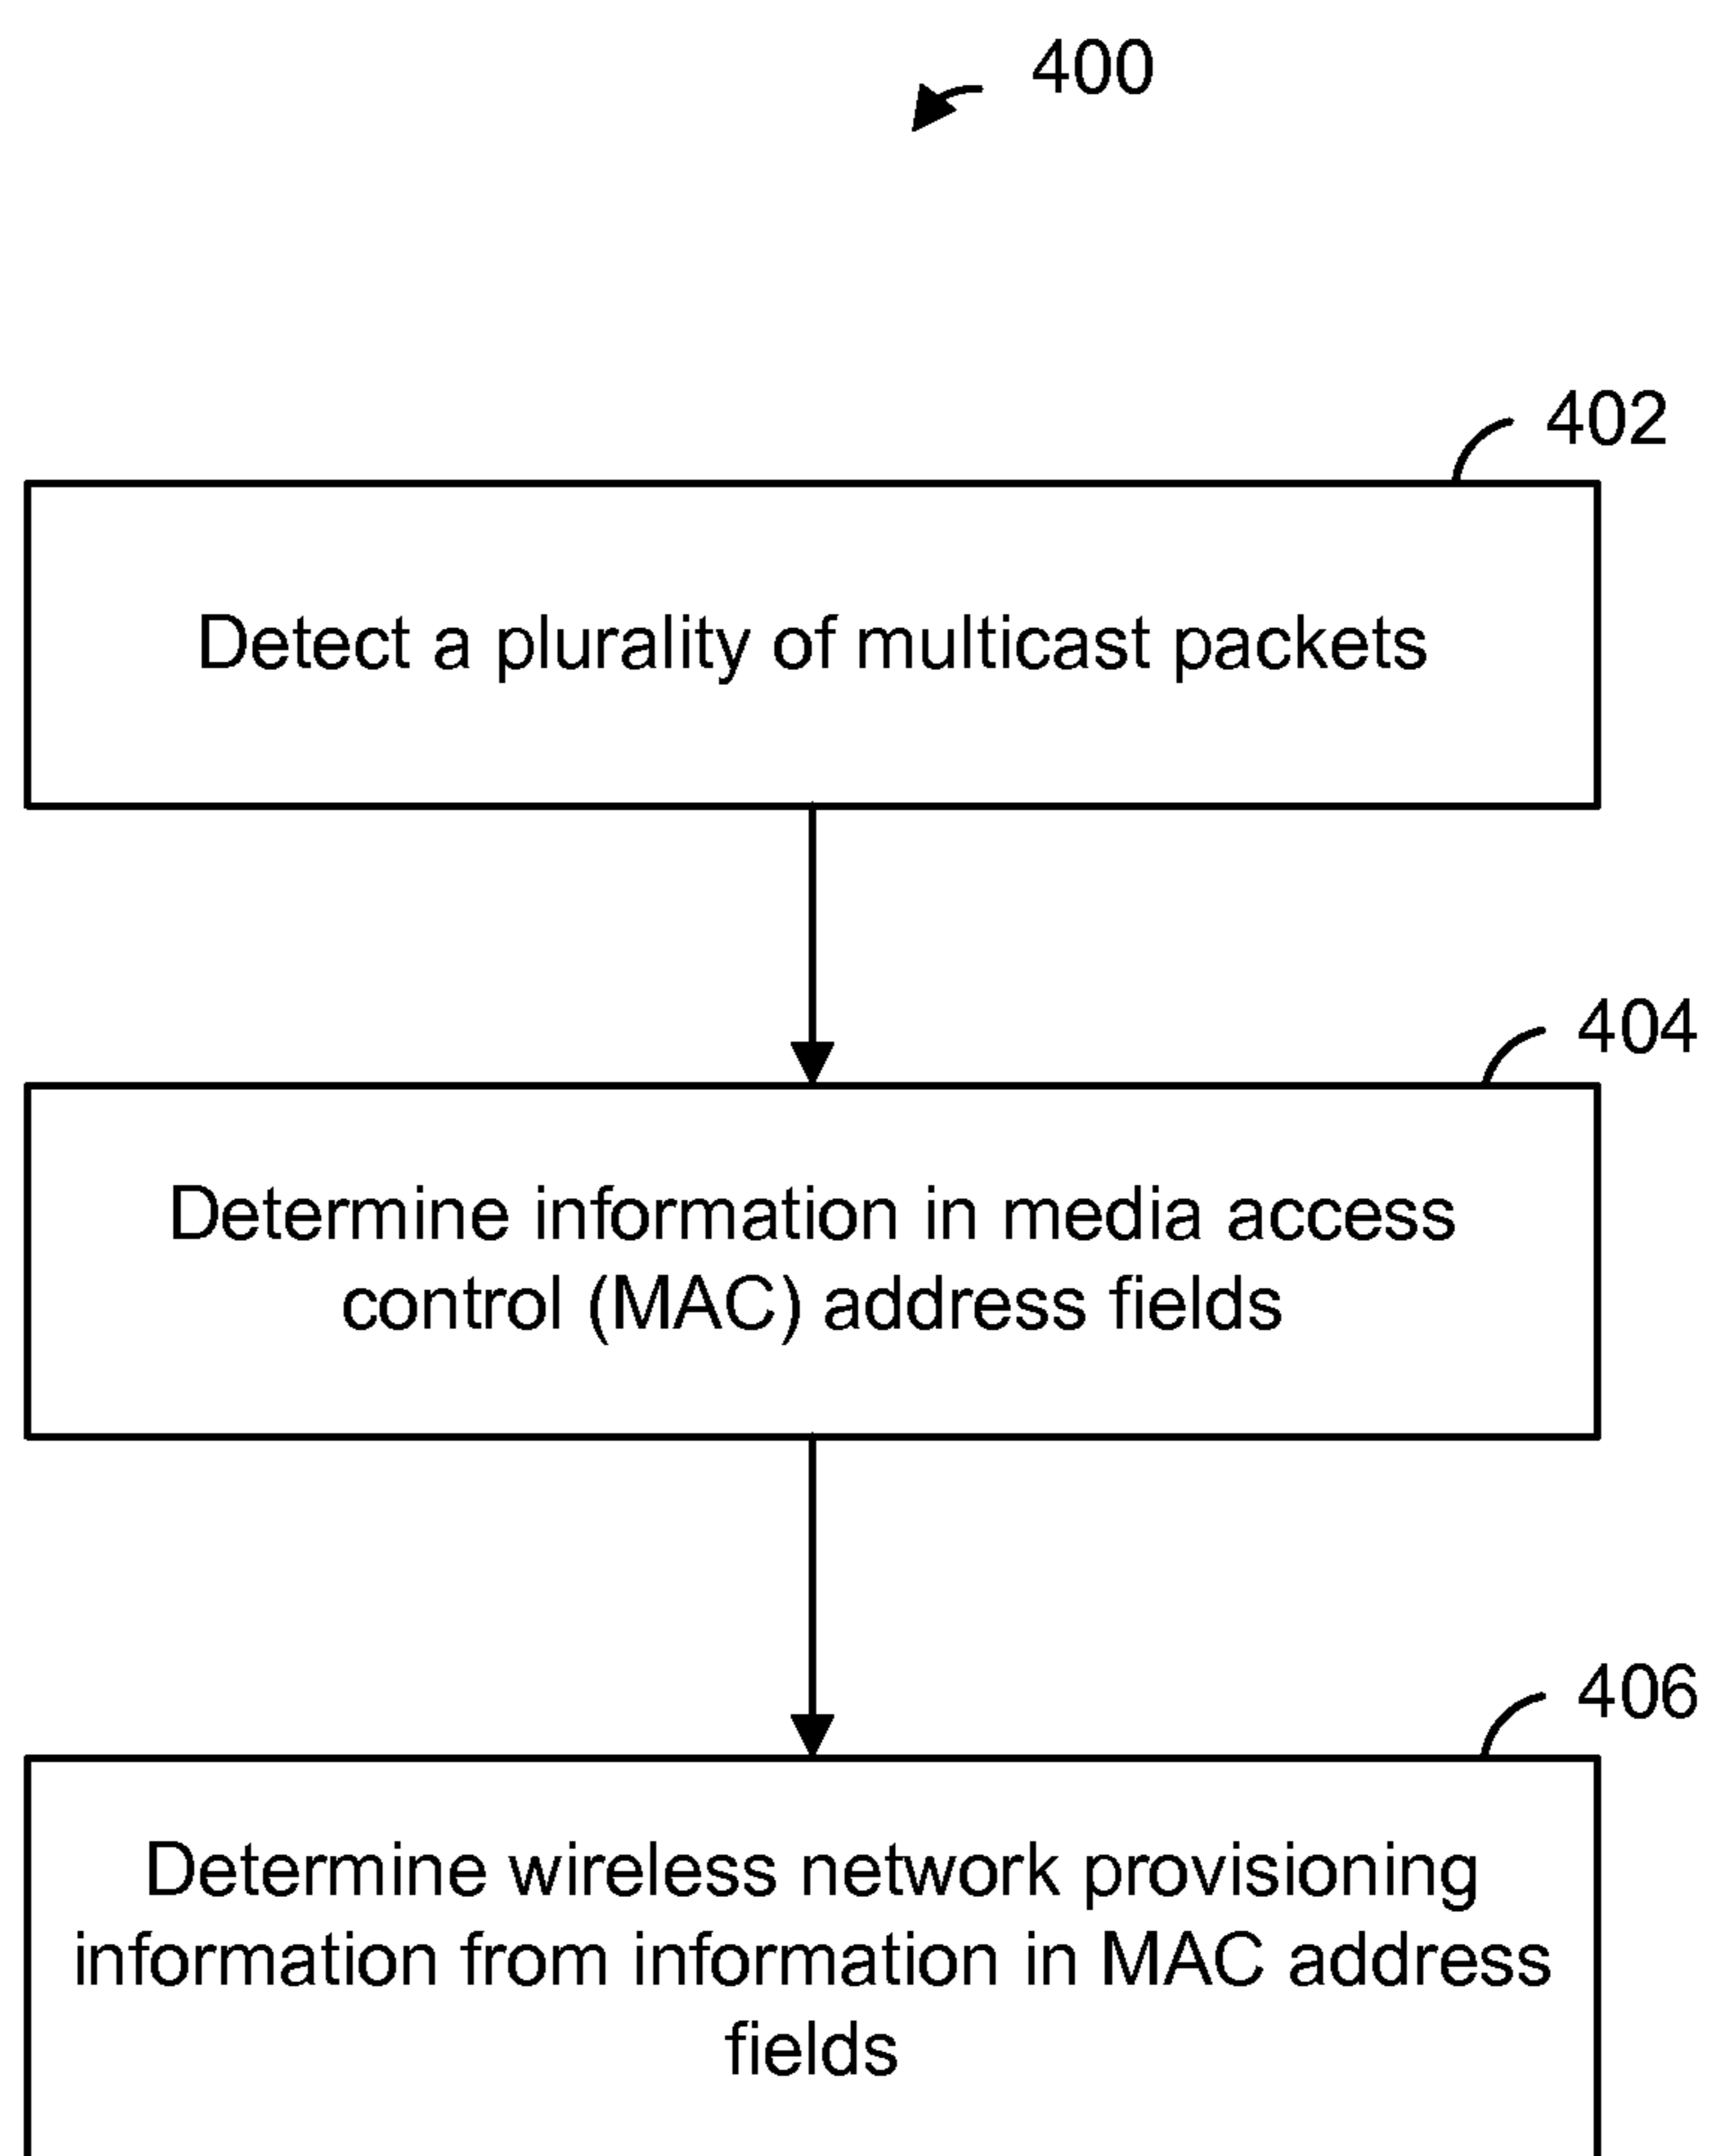 400
402
Detect a plurality of multicast packets
404
Determine information in media access
control (MAC) address fields
406
Determine wireless network provisioning
information from information in MAC address
fields